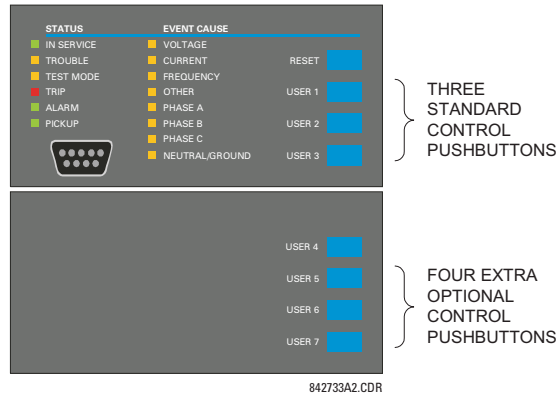 STATUS
IN SERVICE
TROUBLE
TEST MODE
TRIP
ALARM
PICKUP
EVENT CAUSE
VOLTAGE
CURRENT
FREQUENCY
OTHER
PHASE A
PHASE B
PHASE C
NEUTRAL/GROUND
RESET
USER 1
USER 2
USER 3
THREE
STANDARD
CONTROL
PUSHBUTTONS
USER 4
USER 5
USER 6
USER 7
FOUR EXTRA
OPTIONAL
CONTROL
PUSHBUTTONS
842733A2.CDR